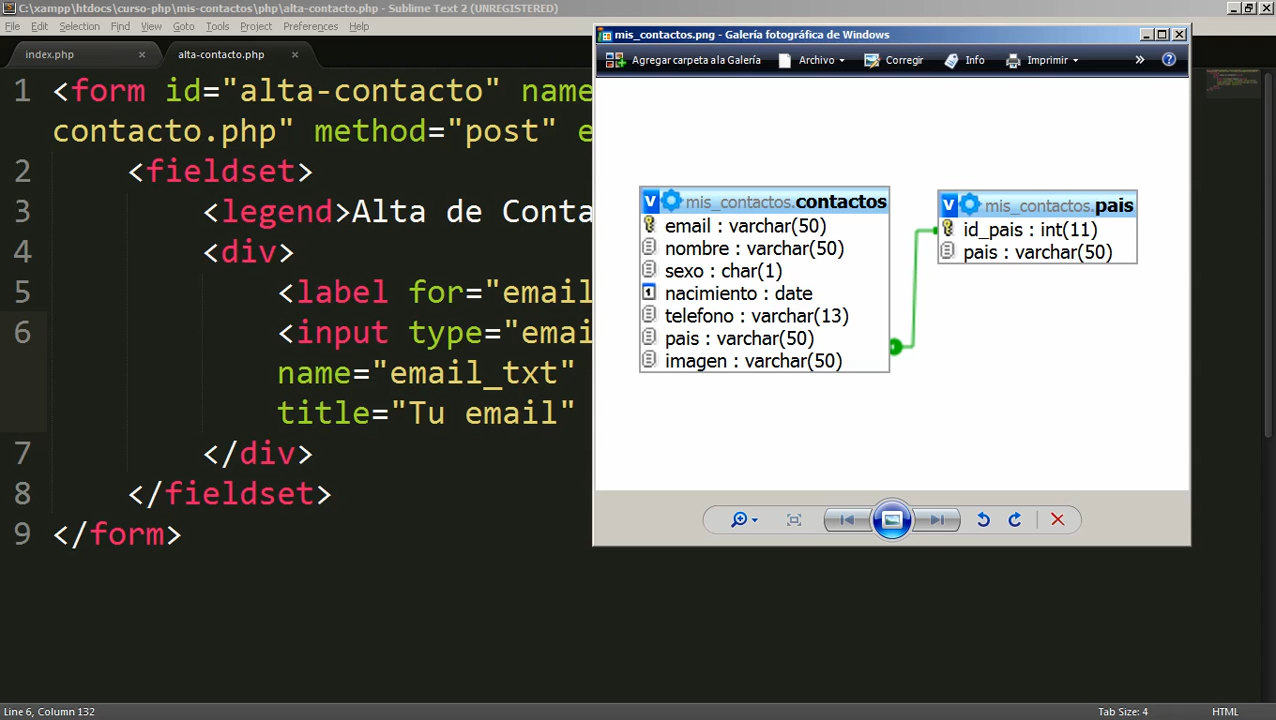 C:\xampp\htdocs\curso-php\mis-contactos\php\alta-contacto.php - Sublime Text 2 (UNREGISTERED)
File Edit Selection Find View Goto Tools Project Preferences Help
index.php × alta-contacto.php ×
1 <form id="alta-contacto" name
contacto.php" method="post" e
2 <fieldset>
3 <legend>Alta de Conta
4 <div>
5 <label for="email
6 <input type="emai
name="email_txt"
title="Tu email"
7 </div>
8 </fieldset>
9 </form>
mis_contactos.png - Galería fotográfica de Windows
Agregar carpeta a la Galería Archivo Corregir Info Imprimir »
mis_contactos.contactos
email : varchar(50)
nombre : varchar(50)
sexo : char(1)
nacimiento : date
telefono : varchar(13)
pais : varchar(50)
imagen : varchar(50)
mis_contactos.pais
id_pais : int(11)
pais : varchar(50)
Line 6, Column 132 Tab Size: 4 HTML